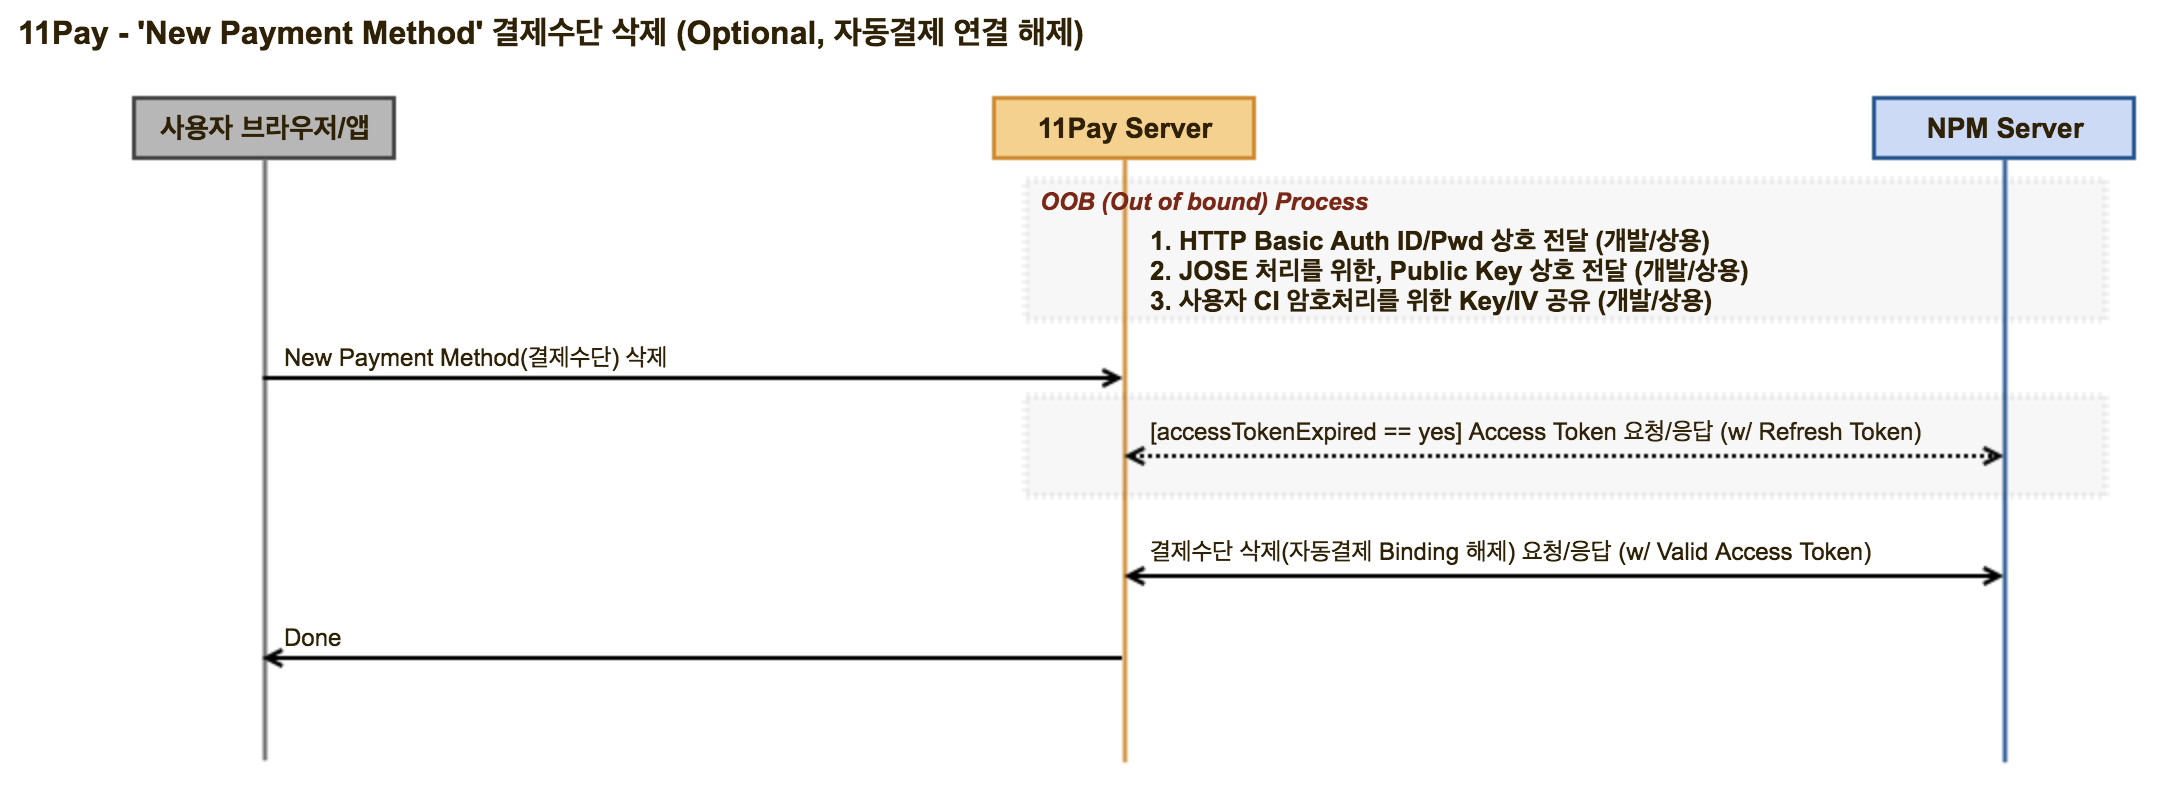 11Pay - 'New Payment Method' 결제수단 삭제 (Optional, 자동결제 연결 해제)
사용자 브라우저/앱
11Pay Server
NPM Server
OOB (Out of bound) Process
1. HTTP Basic Auth ID/Pwd 상호 전달 (개발/상용)
2. JOSE 처리를 위한, Public Key 상호 전달 (개발/상용)
3. 사용자 CI 암호처리를 위한 Key/IV 공유 (개발/상용)
New Payment Method(결제수단) 삭제
[accessTokenExpired == yes] Access Token 요청/응답 (w/ Refresh Token)
결제수단 삭제(자동결제 Binding 해제) 요청/응답 (w/ Valid Access Token)
Done